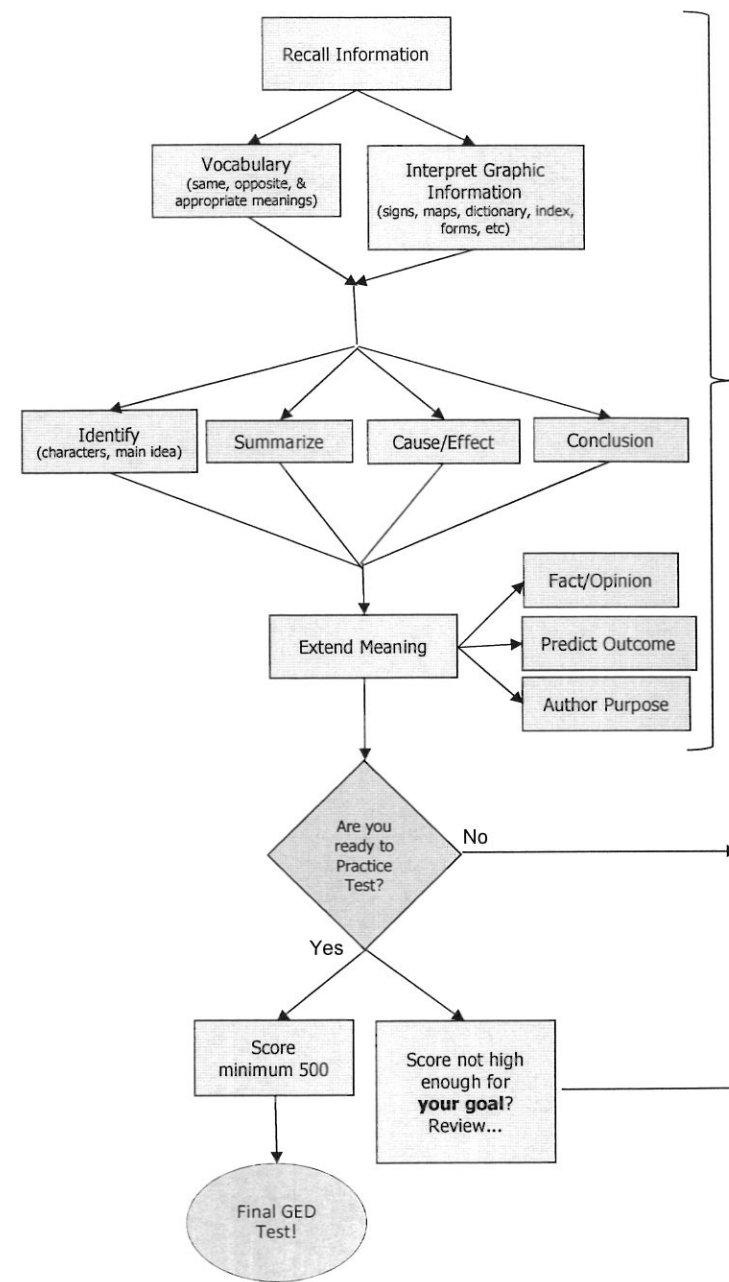 Recall Information
Vocabulary
(same, opposite, &
appropriate meanings)
Interpret Graphic
Information
(signs, maps, dictionary, index,
forms, etc)
Identify
(characters, main idea)
Summarize
Cause/Effect
Conclusion
Extend Meaning
Fact/Opinion
Predict Outcome
Author Purpose
Are you
ready to
Practice
Test?
No
Yes
Score
minimum 500
Score not high
enough for
your goal?
Review...
Final GED
Test!